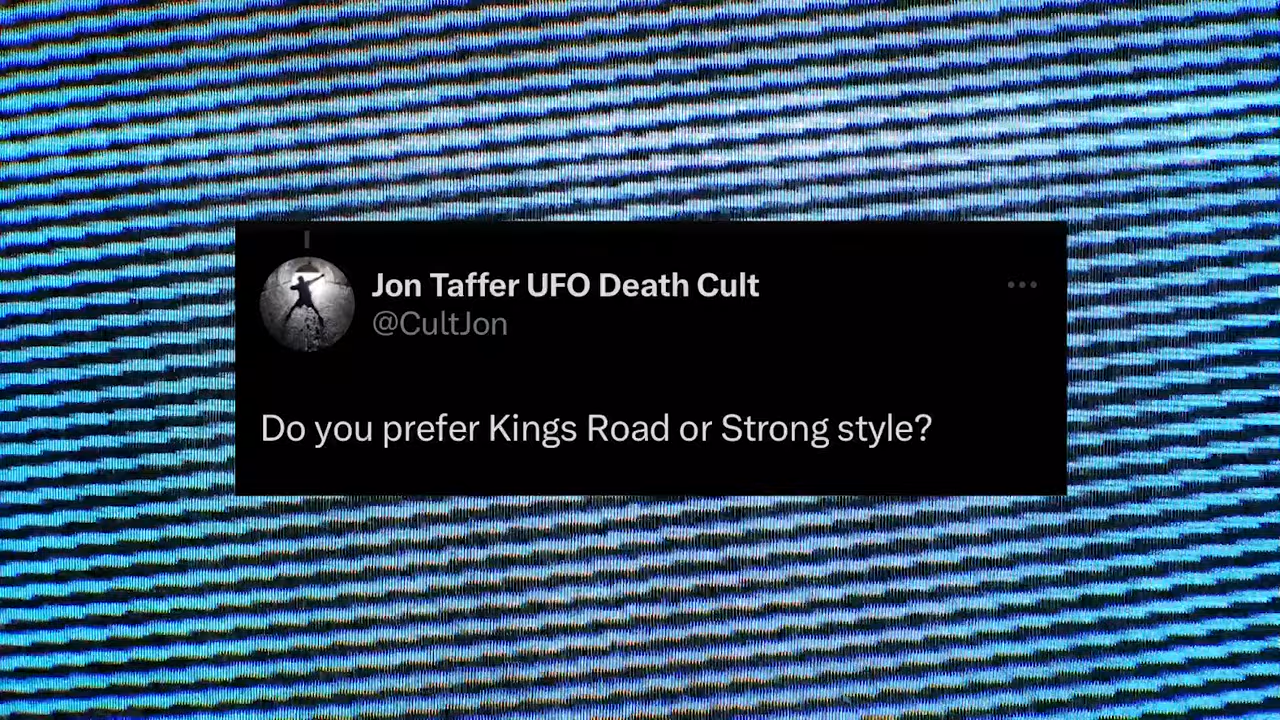 Jon Taffer UFO Death Cult
@CultJon
Do you prefer Kings Road or Strong style?